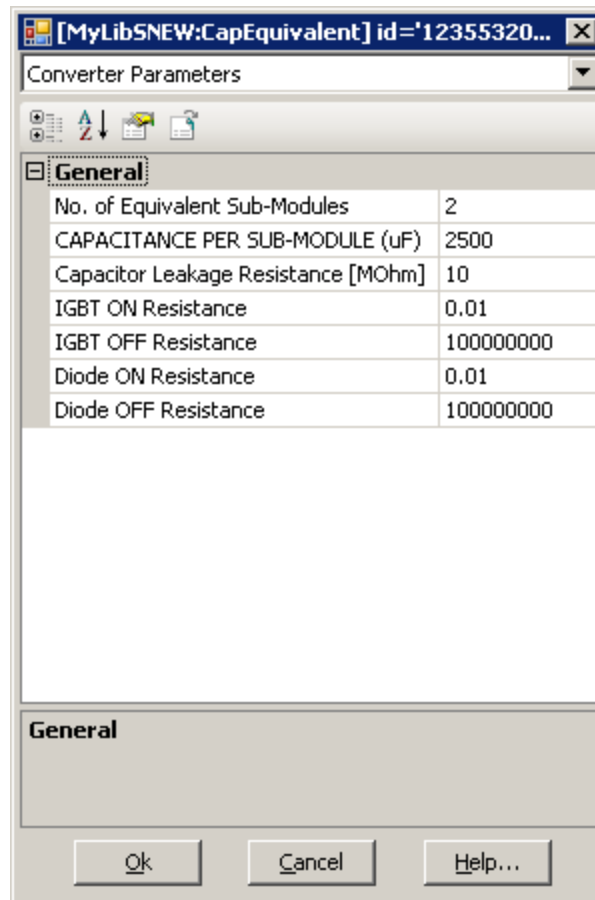 [MyLibSNEW:CapEquivalent] id='12355320...
Converter Parameters
General
No. of Equivalent Sub-Modules 2
CAPACITANCE PER SUB-MODULE (uF) 2500
Capacitor Leakage Resistance [MOhm] 10
IGBT ON Resistance 0.01
IGBT OFF Resistance 100000000
Diode ON Resistance 0.01
Diode OFF Resistance 100000000
General
Ok Cancel Help...